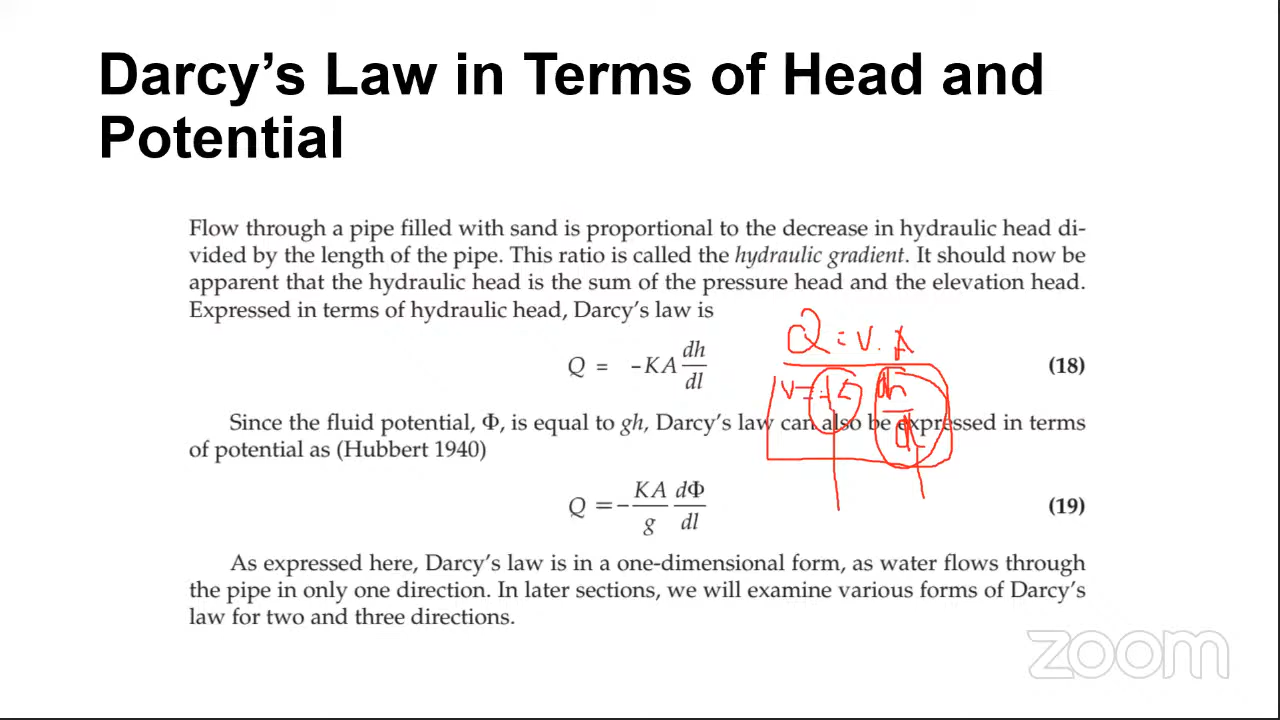 Darcy's Law in Terms of Head and
Potential
Flow through a pipe filled with sand is proportional to the decrease in hydraulic head di-
vided by the length of the pipe. This ratio is called the hydraulic gradient. It should now be
apparent that the hydraulic head is the sum of the pressure head and the elevation head.
Expressed in terms of hydraulic head, Darcy's law is
Q = -KA dh/dl (18)
Q = v. A
v = 
dh/dl
Since the fluid potential, Φ, is equal to gh, Darcy's law can also be expressed in terms
of potential as (Hubbert 1940)
Q = - KA/g dΦ/dl (19)
As expressed here, Darcy's law is in a one-dimensional form, as water flows through
the pipe in only one direction. In later sections, we will examine various forms of Darcy's
law for two and three directions.
zoom